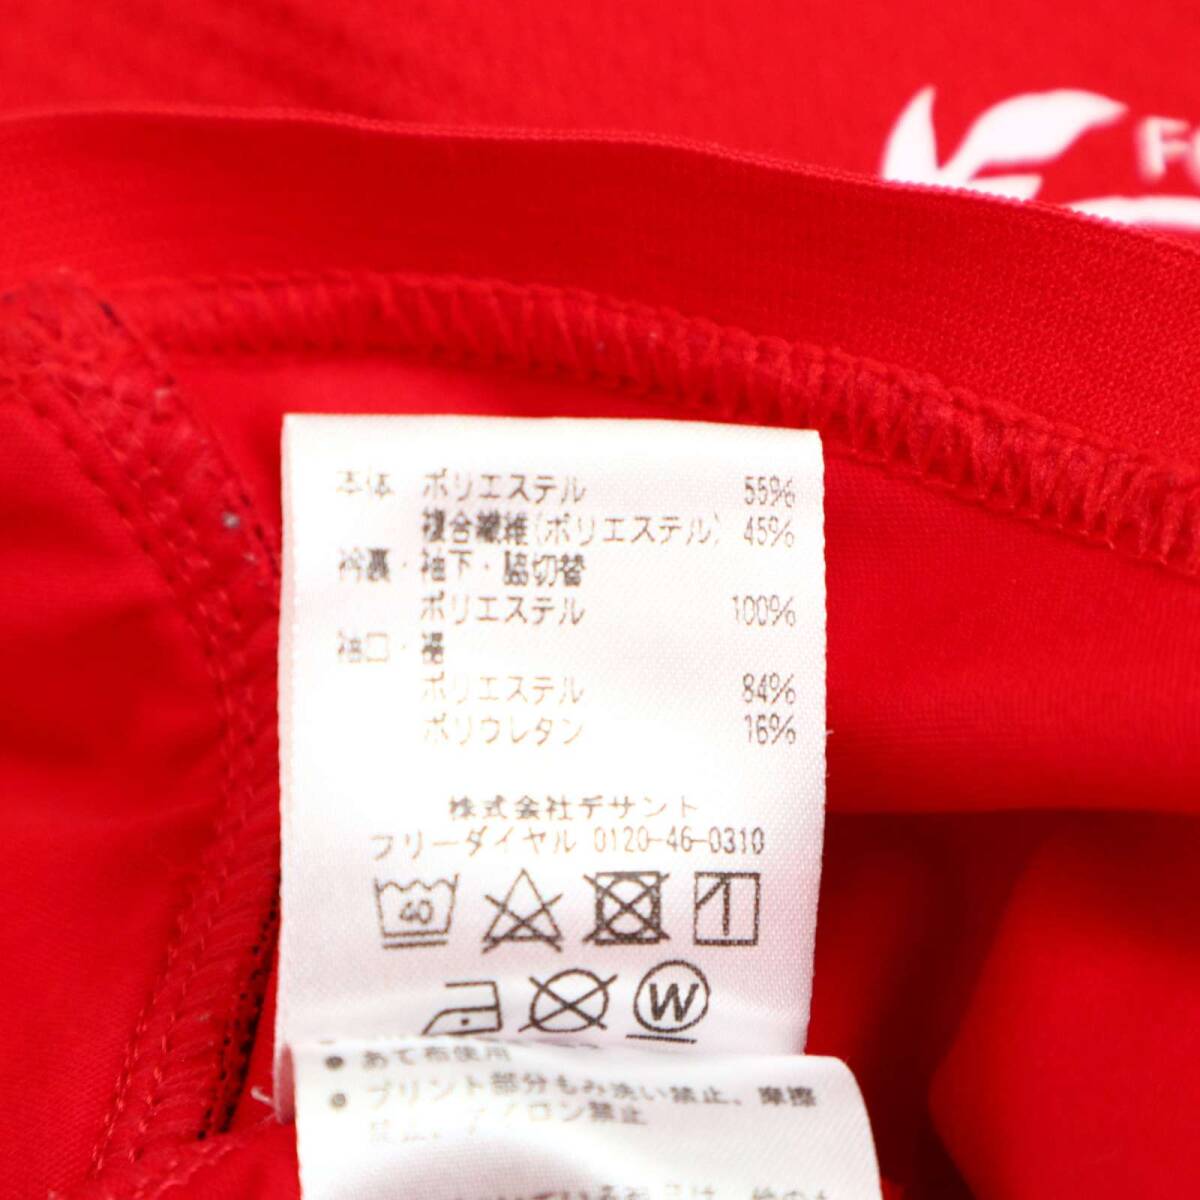 Fo
本体 ポリエステル 55%
複合繊維(ポリエステル) 45%
衿裏・袖下・脇切替
ポリエステル 100%
袖口・裾
ポリエステル 84%
ポリウレタン 16%
株式会社デサント
フリーダイヤル 0120-46-0310
40
W
● あて布使用
● プリント部分もみ洗い禁止、摩擦
禁止、アイロン禁止